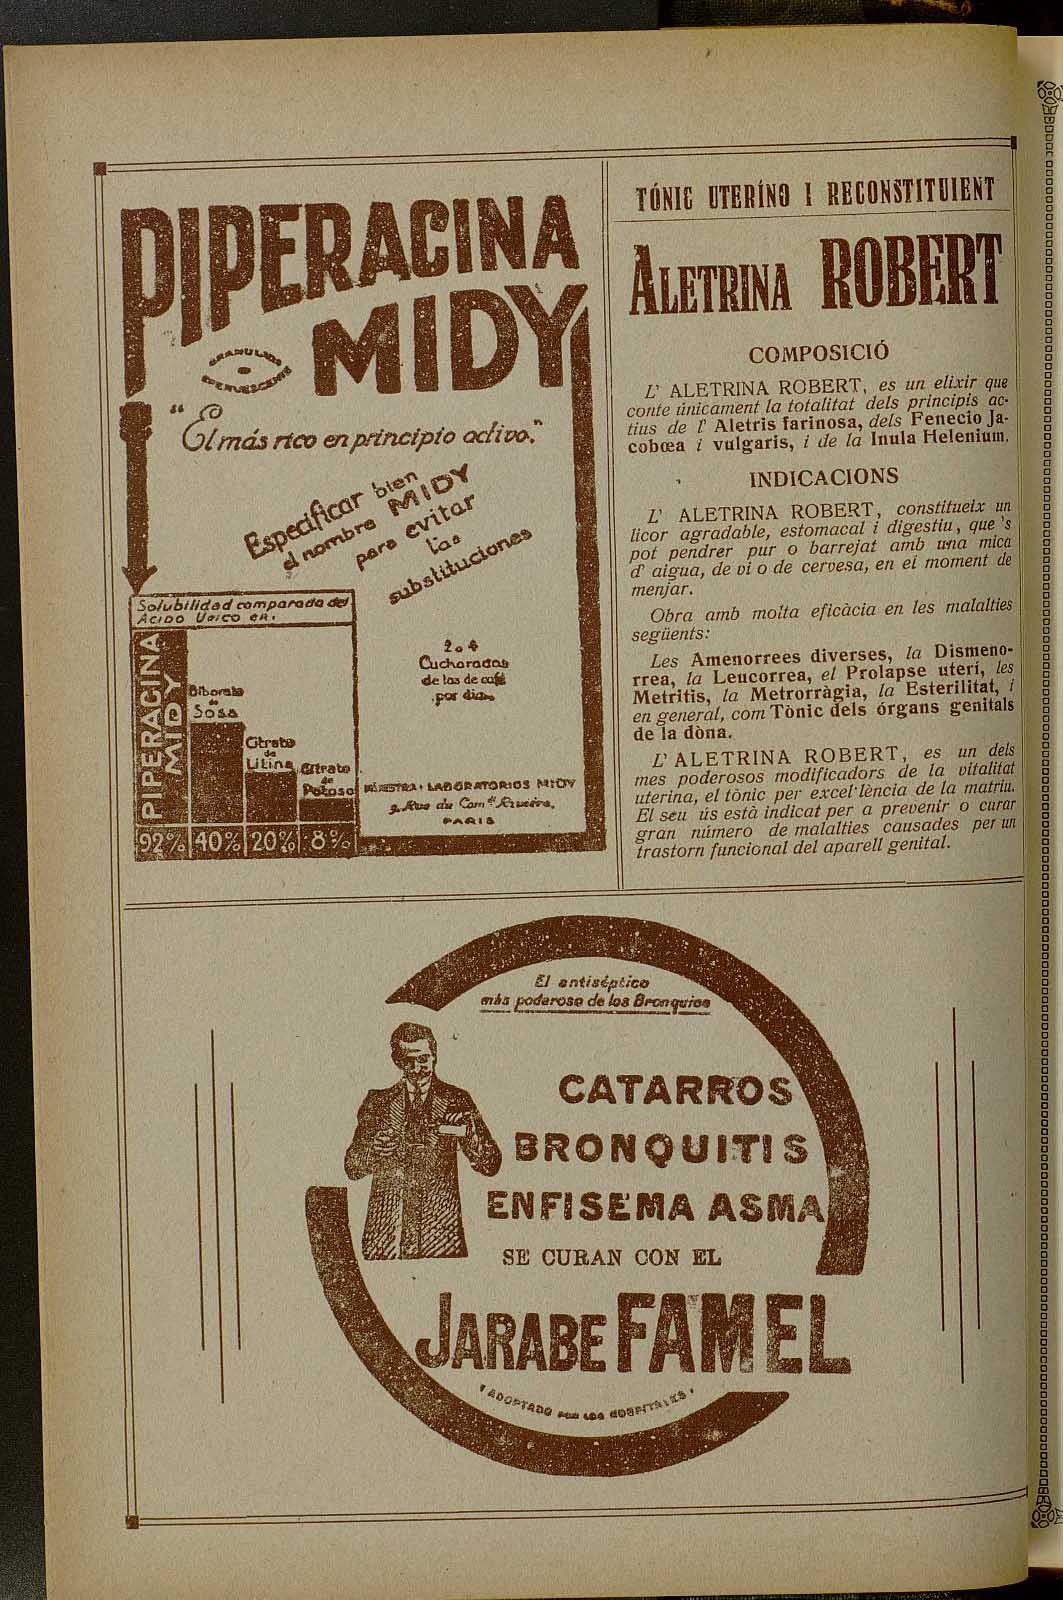 PIPERACINA
MIDY
GRANULADA
EFERVESCENTE
"El más rico en principio activo."
Especificar bien
el nombre MIDY
para evitar
las
substituciones
Solubilidad comparada del
ACIDO URICO en.
PIPERACINA
MIDY
Biborato
de
Sosa
Citrato
de
Litina
Citrato
de
Potasa
92% 40% 20% 8%
2 o 4
Cucharadas
de las de café
por dia
MUESTRA: LABORATORIOS MIDY
9, Rue du Com.t Rivière,
PARIS
TÓNIC UTERÍNO I RECONSTITUIENT
ALETRINA ROBERT
COMPOSICIÓ
L' ALETRINA ROBERT, es un elixir que
conte únicament la totalitat dels principis ac-
tius de l' Aletris farinosa, dels Fenecio Ja-
cobœa i vulgaris, i de la Inula Helenium.
INDICACIONS
L' ALETRINA ROBERT, constitueix un
licor agradable, estomacal i digestiu, que 's
pot pendrer pur o barrejat amb una mica
d' aigua, de vi o de cervesa, en el moment de
menjar.
Obra amb molta eficàcia en les malalties
següents:
Les Amenorrees diverses, la Dismeno-
rrea, la Leucorrea, el Prolapse uterí, les
Metritis, la Metrorràgia, la Esterilitat, i
en general, com Tònic dels órgans genitals
de la dòna.
L' ALETRINA ROBERT, es un dels
mes poderosos modificadors de la vitalitat
uterina, el tònic per excel'lència de la matriu.
El seu ús està indicat per a prevenir o curar
gran número de malalties causades per un
trastorn funcional del aparell genital.
El antiséptico
más poderoso de los Bronquios
CATARROS
BRONQUITIS
ENFISEMA ASMA
SE CURAN CON EL
JARABE FAMEL
ADOPTADO POR LOS HOSPITALES